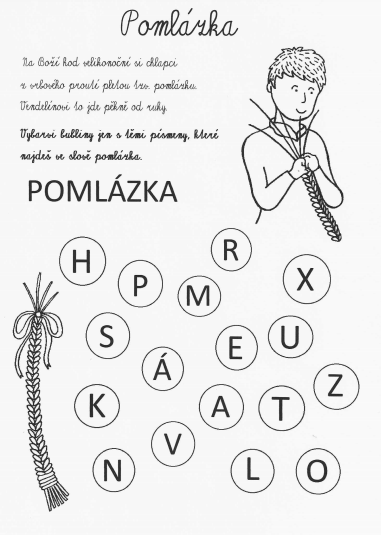 Pomlázka
Na Boží hod velikonoční si chlapci
z vrbového proutí pletou tzv. pomlázku.
Vendelínovi to jde pěkně od ruky.
Vybarvi bubliny jen s těmi písmeny, které
najdeš ve slově pomlázka.
POMLÁZKA
H
R
P
M
X
S
E
U
Á
Z
K
A
T
V
N
L
O